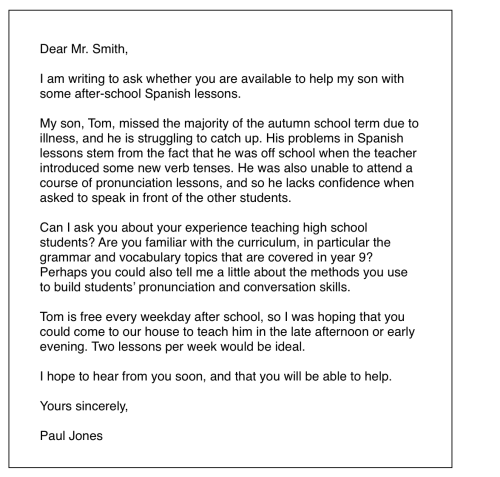 Dear Mr. Smith,
I am writing to ask whether you are available to help my son with
some after-school Spanish lessons.
My son, Tom, missed the majority of the autumn school term due to
illness, and he is struggling to catch up. His problems in Spanish
lessons stem from the fact that he was off school when the teacher
introduced some new verb tenses. He was also unable to attend a
course of pronunciation lessons, and so he lacks confidence when
asked to speak in front of the other students.
Can I ask you about your experience teaching high school
students? Are you familiar with the curriculum, in particular the
grammar and vocabulary topics that are covered in year 9?
Perhaps you could also tell me a little about the methods you use
to build students’ pronunciation and conversation skills.
Tom is free every weekday after school, so I was hoping that you
could come to our house to teach him in the late afternoon or early
evening. Two lessons per week would be ideal.
I hope to hear from you soon, and that you will be able to help.
Yours sincerely,
Paul Jones